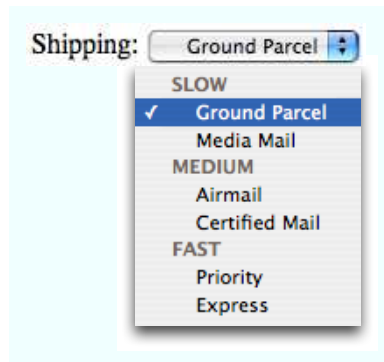 Shipping: Ground Parcel
SLOW
✓ Ground Parcel
Media Mail
MEDIUM
Airmail
Certified Mail
FAST
Priority
Express